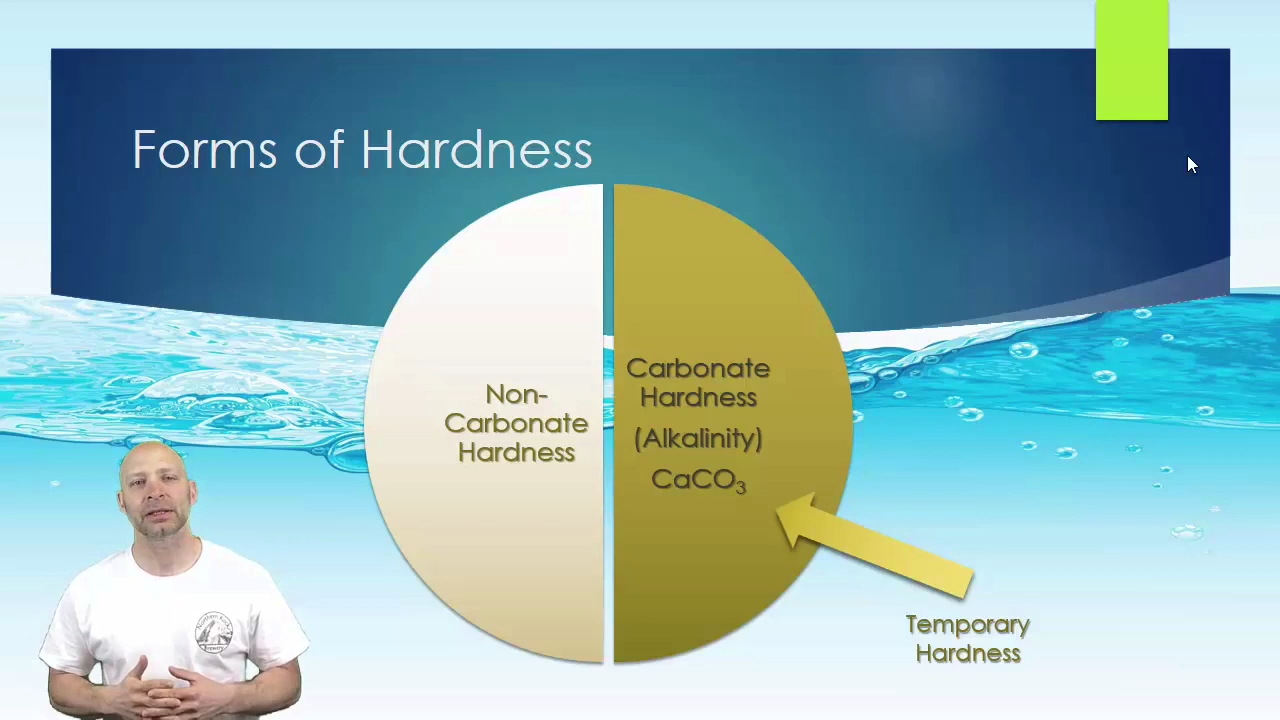 Forms of Hardness
Non-
Carbonate
Hardness
Carbonate
Hardness
(Alkalinity)
CaCO₃
Temporary
Hardness